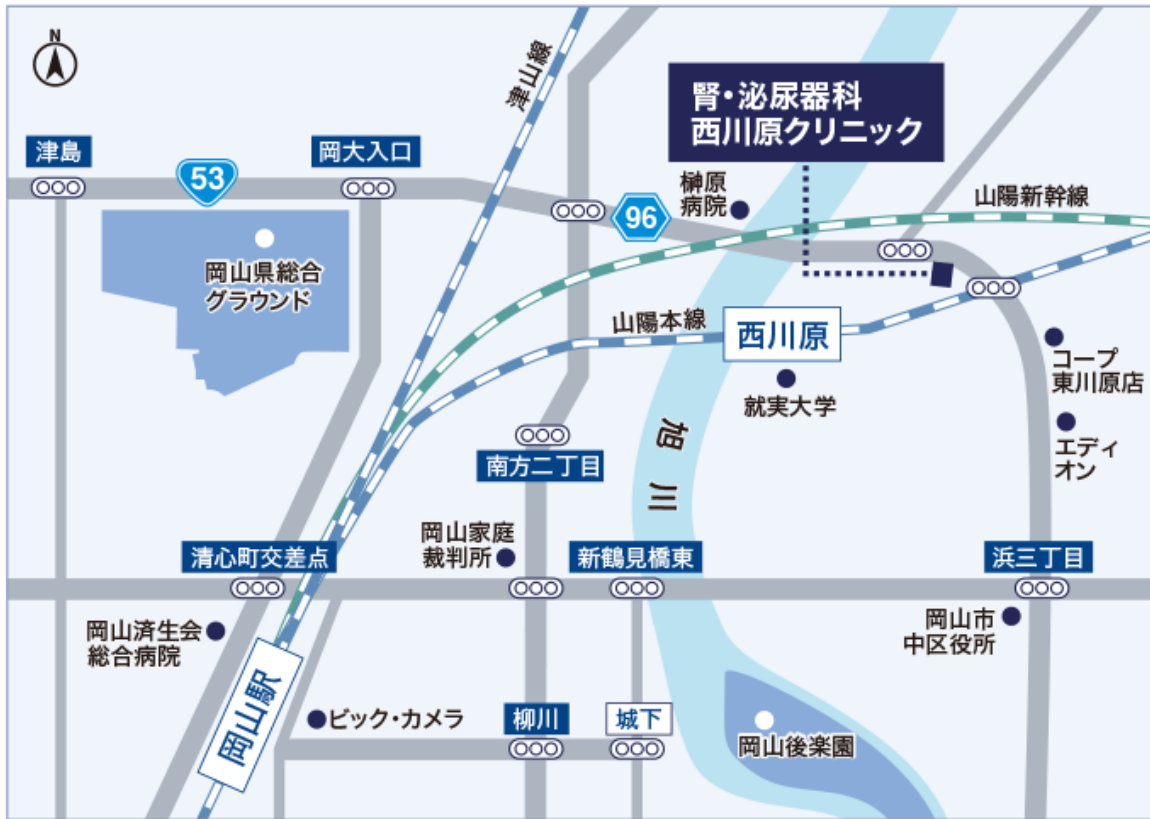 N
津山線
腎・泌尿器科
西川原クリニック
津島
53
岡大入口
96
榊原
病院
山陽新幹線
岡山県総合
グラウンド
山陽本線
西川原
就実大学
コープ
東川原店
エディ
オン
旭川
南方二丁目
岡山家庭
裁判所
清心町交差点
新鶴見橋東
浜三丁目
岡山済生会
総合病院
岡山市
中区役所
岡山駅
ビック・カメラ
柳川
城下
岡山後楽園